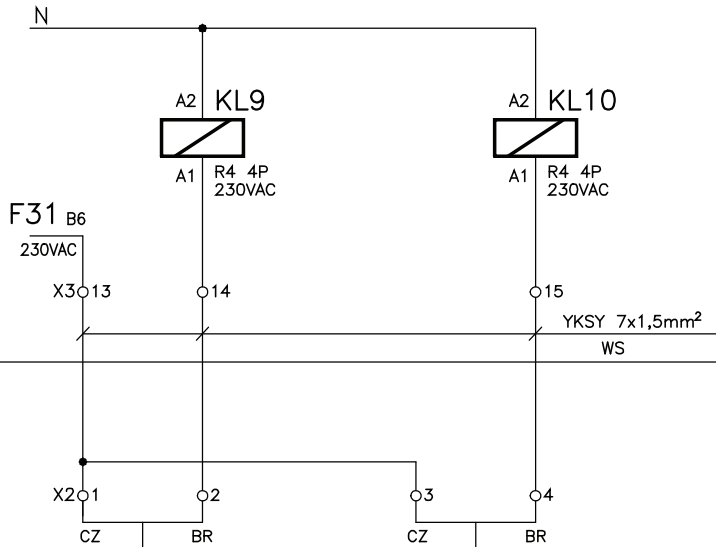 N
A2 KL9
A2 KL10
A1 R4 4P
230VAC
A1 R4 4P
230VAC
F31 B6
230VAC
X3 13
14
15
YKSY 7x1,5mm²
WS
X2 1
2
3
4
CZ
BR
CZ
BR